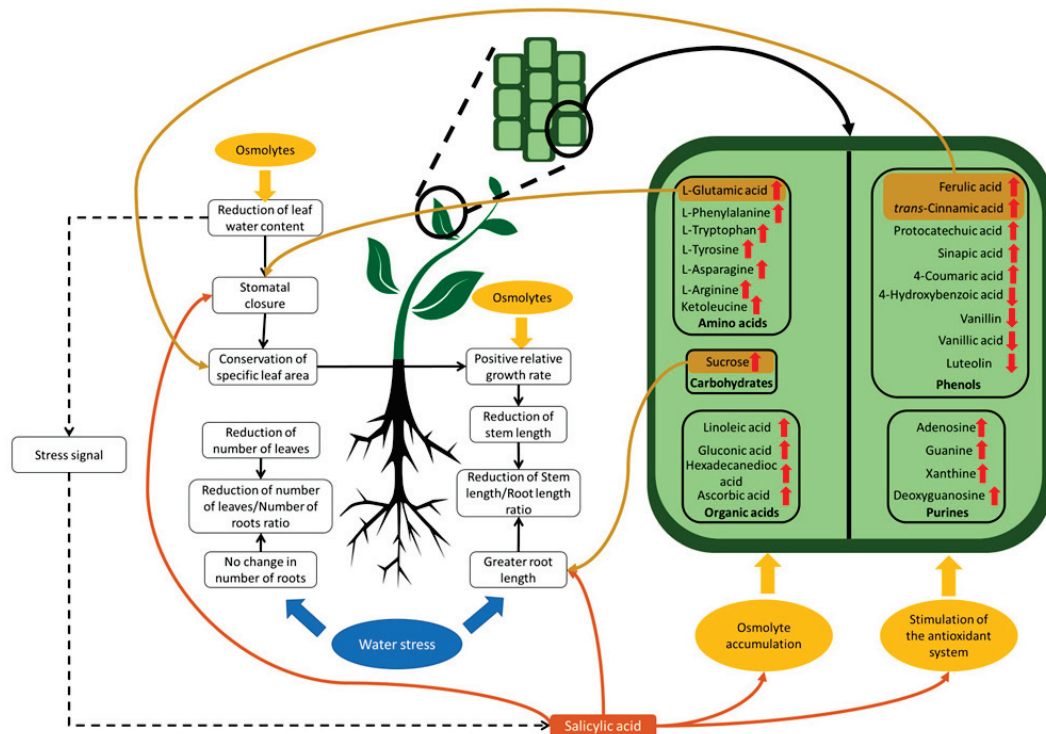 Osmolytes
Reduction of leaf
water content
Stomatal
closure
Conservation of
specific leaf area
Stress signal
Reduction of
number of leaves
Reduction of number
of leaves/Number of
roots ratio
No change in
number of roots
Water stress
Osmolytes
Positive relative
growth rate
Reduction of
stem length
Reduction of Stem
length/Root length
ratio
Greater root
length
L-Glutamic acid
L-Phenylalanine
L-Tryptophan
L-Tyrosine
L-Asparagine
L-Arginine
Ketoleucine
Amino acids
Sucrose
Carbohydrates
Linoleic acid
Gluconic acid
Hexadecanedioc
acid
Ascorbic acid
Organic acids
Ferulic acid
trans-Cinnamic acid
Protocatechuic acid
Sinapic acid
4-Coumaric acid
4-Hydroxybenzoic acid
Vanillin
Vanillic acid
Luteolin
Phenols
Adenosine
Guanine
Xanthine
Deoxyguanosine
Purines
Osmolyte
accumulation
Stimulation of
the antioxidant
system
Salicylic acid